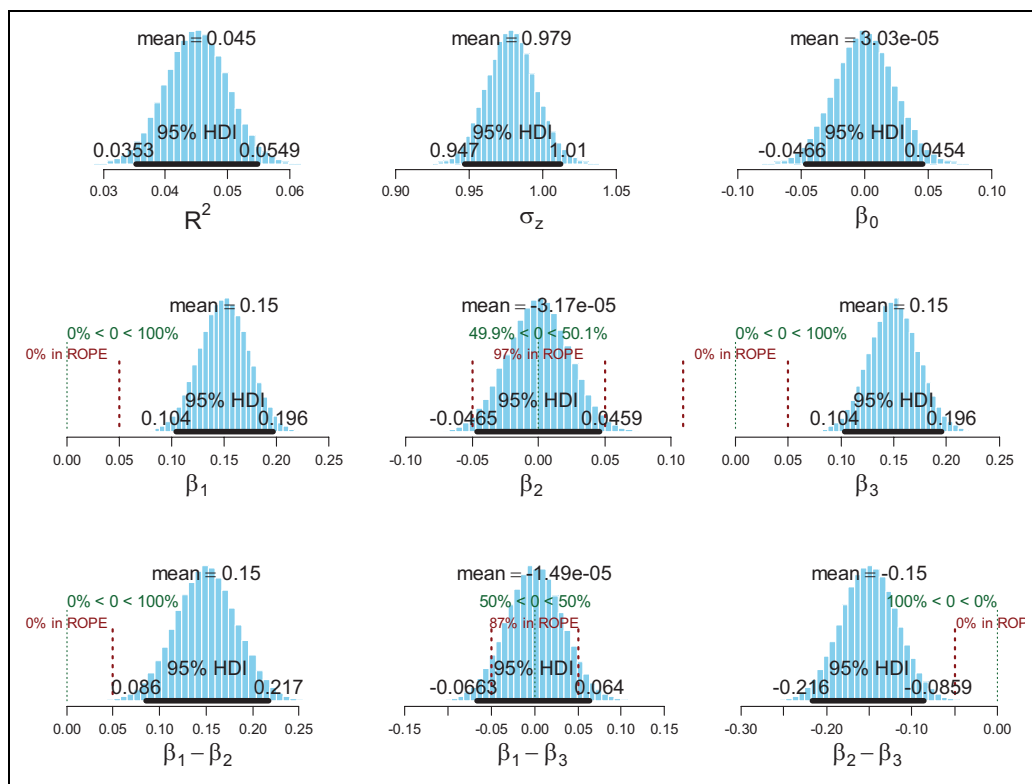 mean = 0.045
95% HDI
0.0353 0.0549
0.03 0.04 0.05 0.06
R²
mean = 0.979
95% HDI
0.947 1.01
0.90 0.95 1.00 1.05
σz
mean = 3.03e-05
95% HDI
-0.0466 0.0454
-0.10 -0.05 0.00 0.05 0.10
β0
mean = 0.15
0% < 0 < 100%
0% in ROPE
95% HDI
0.104 0.196
0.00 0.05 0.10 0.15 0.20 0.25
β1
mean = -3.17e-05
49.9% < 0 < 50.1%
97% in ROPE
95% HDI
-0.0465 0.0459
-0.10 -0.05 0.00 0.05 0.10
β2
mean = 0.15
0% < 0 < 100%
0% in ROPE
95% HDI
0.104 0.196
0.00 0.05 0.10 0.15 0.20 0.25
β3
mean = 0.15
0% < 0 < 100%
0% in ROPE
95% HDI
0.086 0.217
0.00 0.05 0.10 0.15 0.20 0.25
β1 − β2
mean = -1.49e-05
50% < 0 < 50%
87% in ROPE
95% HDI
-0.0663 0.064
-0.15 -0.05 0.00 0.05 0.10 0.15
β1 − β3
mean = -0.15
100% < 0 < 0%
0% in ROP
95% HDI
-0.216 -0.0859
-0.30 -0.20 -0.10 0.00
β2 − β3